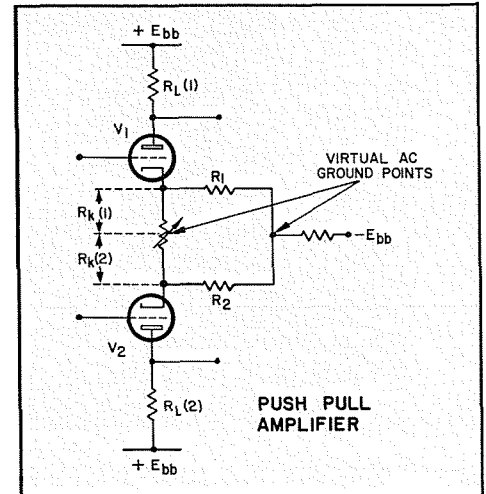 + Ebb
RL(1)
V1
R1
VIRTUAL AC
GROUND POINTS
Rk(1)
Rk(2)
-Ebb
R2
V2
RL(2)
PUSH PULL
AMPLIFIER
+ Ebb